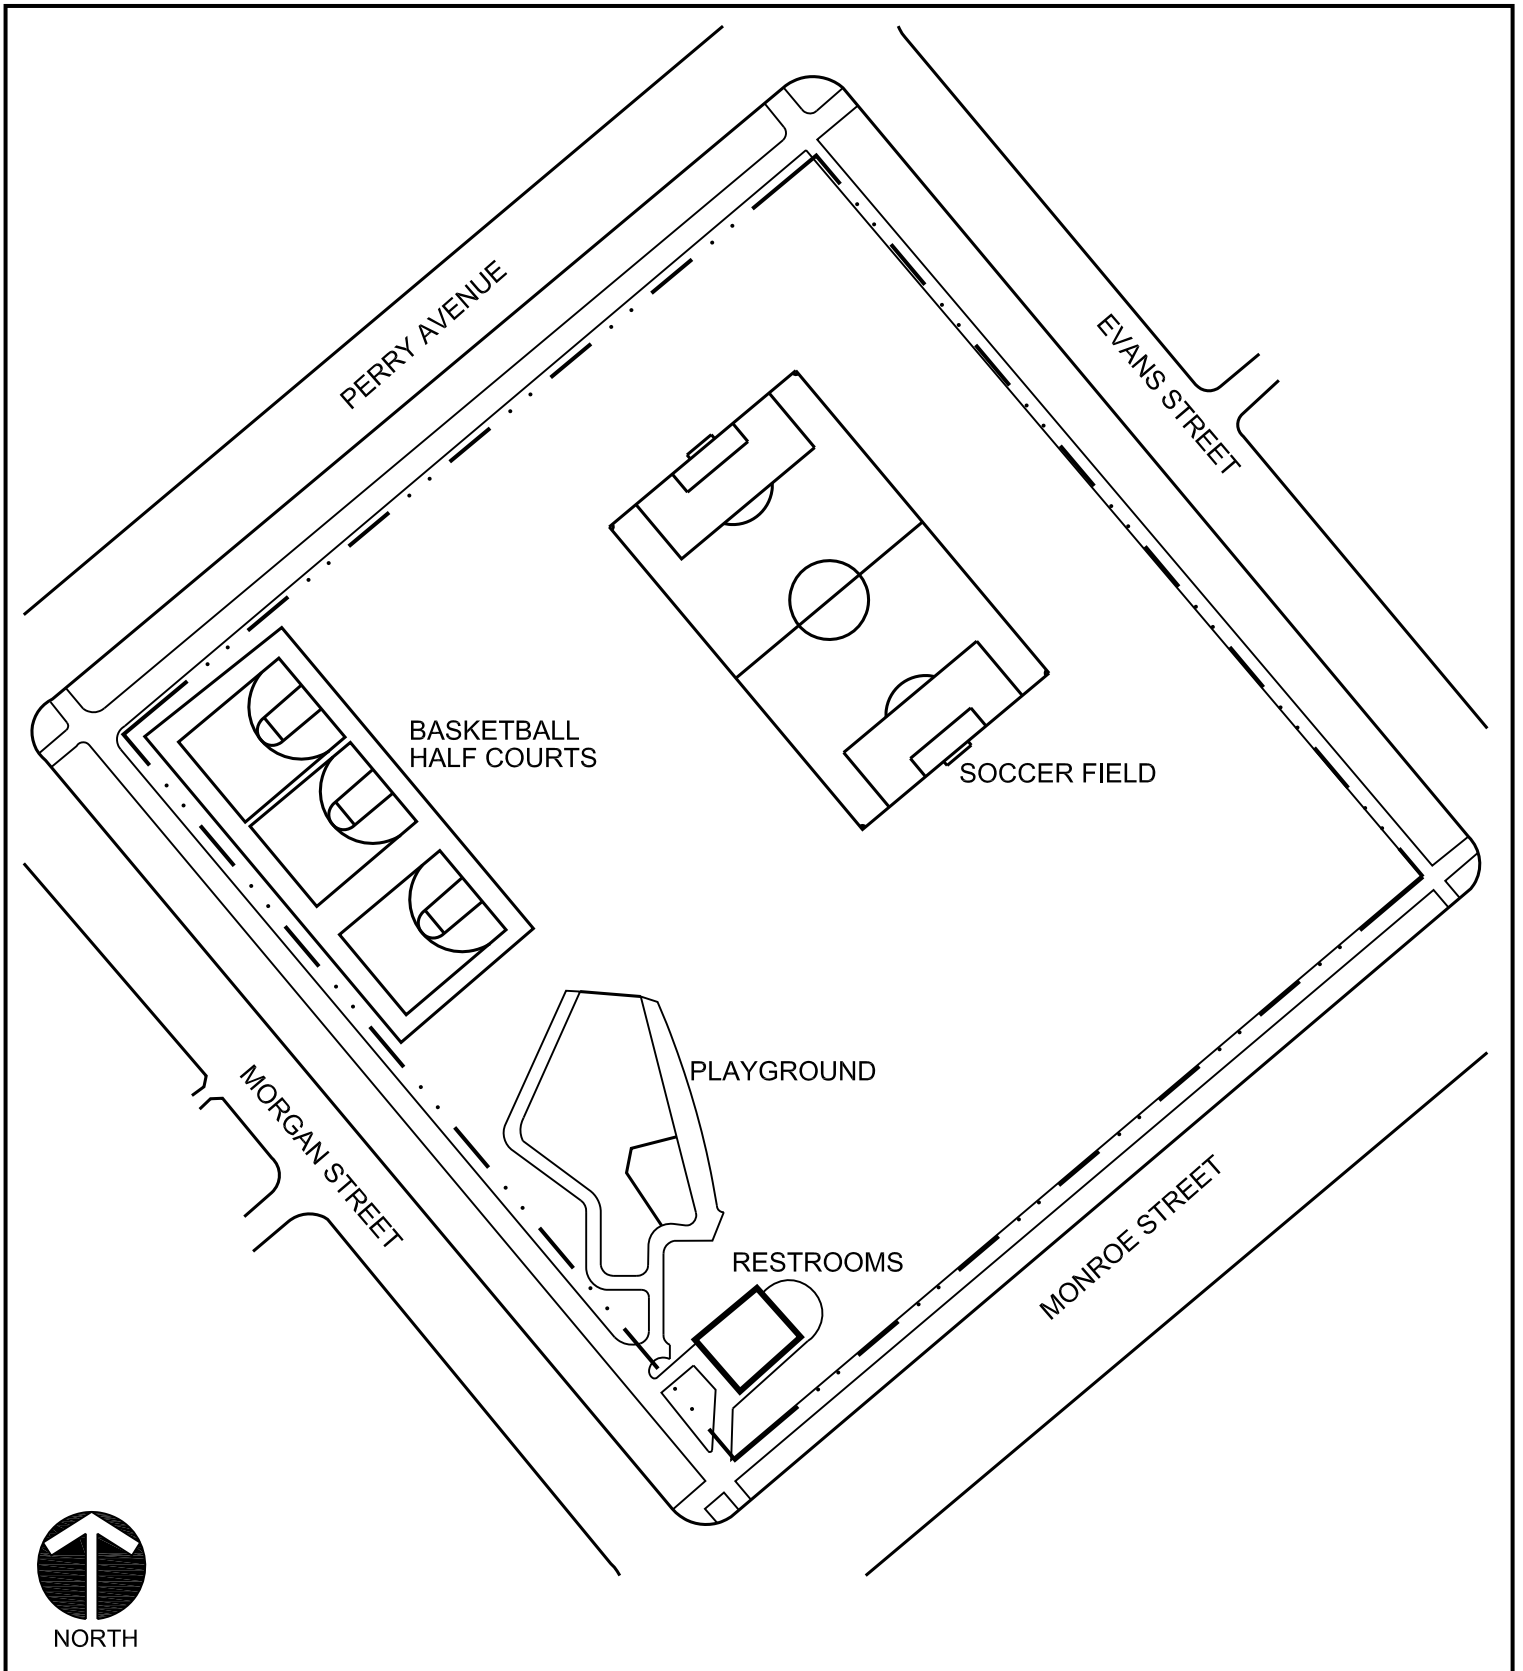 PERRY AVENUE
EVANS STREET
BASKETBALL
HALF COURTS
SOCCER FIELD
PLAYGROUND
MORGAN STREET
RESTROOMS
MONROE STREET
NORTH